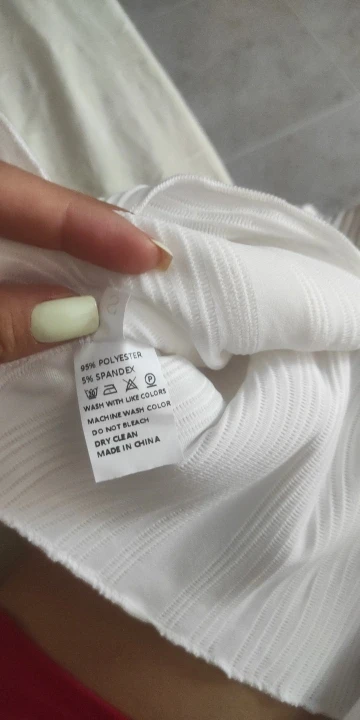 95% POLYESTER
5% SPANDEX
WASH WITH LIKE COLORS
MACHINE WASH COLOR
DO NOT BLEACH
DRY CLEAN
MADE IN CHINA